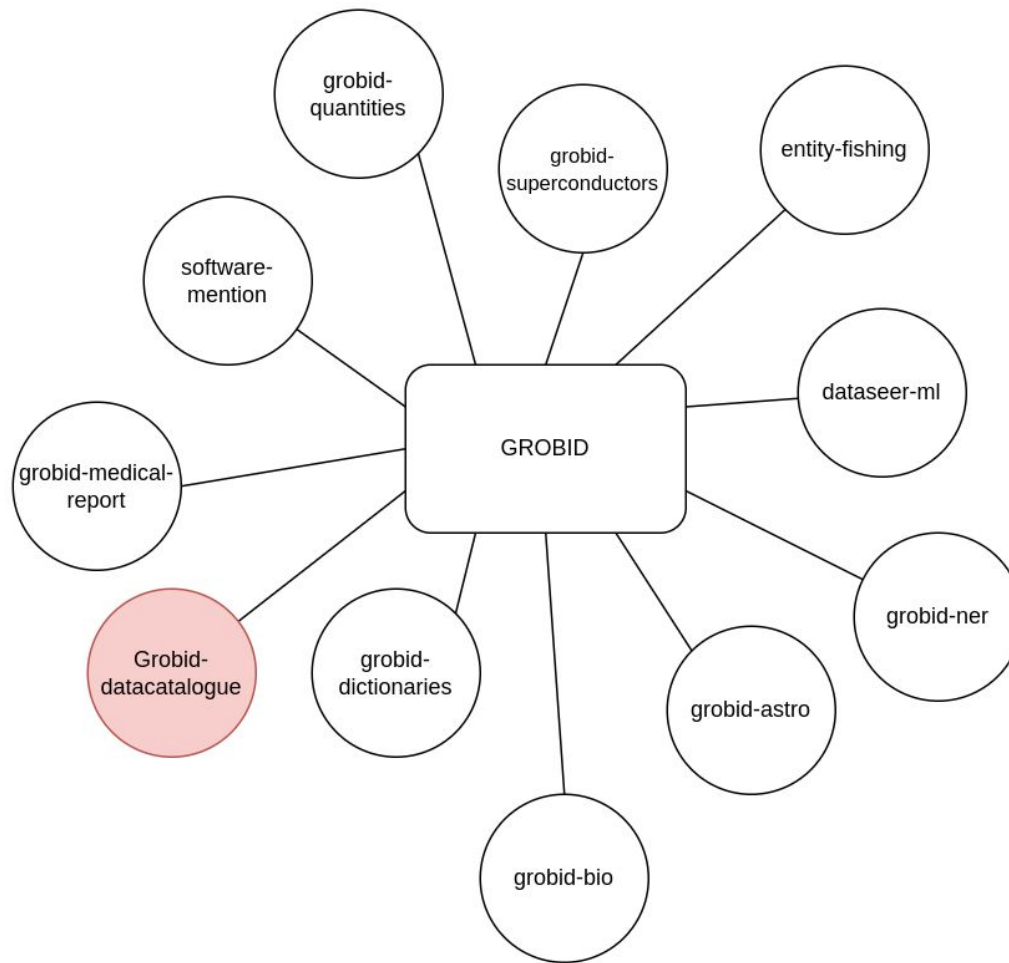 grobid-
quantities
grobid-
superconductors
entity-fishing
software-
mention
dataseer-ml
GROBID
grobid-medical-
report
grobid-ner
Grobid-
datacatalogue
grobid-
dictionaries
grobid-astro
grobid-bio